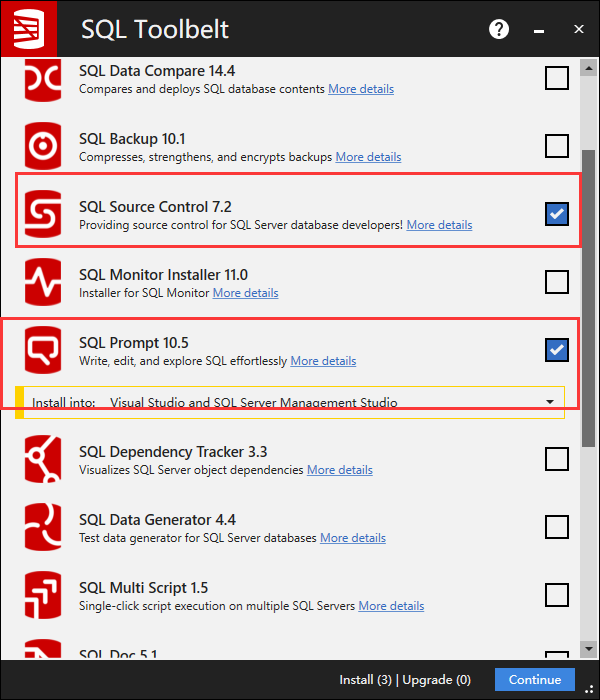 SQL Toolbelt
SQL Data Compare 14.4
Compares and deploys SQL database contents More details
SQL Backup 10.1
Compresses, strengthens, and encrypts backups More details
SQL Source Control 7.2
Providing source control for SQL Server database developers! More details
SQL Monitor Installer 11.0
Installer for SQL Monitor More details
SQL Prompt 10.5
Write, edit, and explore SQL effortlessly More details
Install into: Visual Studio and SQL Server Management Studio
SQL Dependency Tracker 3.3
Visualizes SQL Server object dependencies More details
SQL Data Generator 4.4
Test data generator for SQL Server databases More details
SQL Multi Script 1.5
Single-click script execution on multiple SQL Servers More details
SQL Doc 5.1
Install (3) | Upgrade (0) Continue